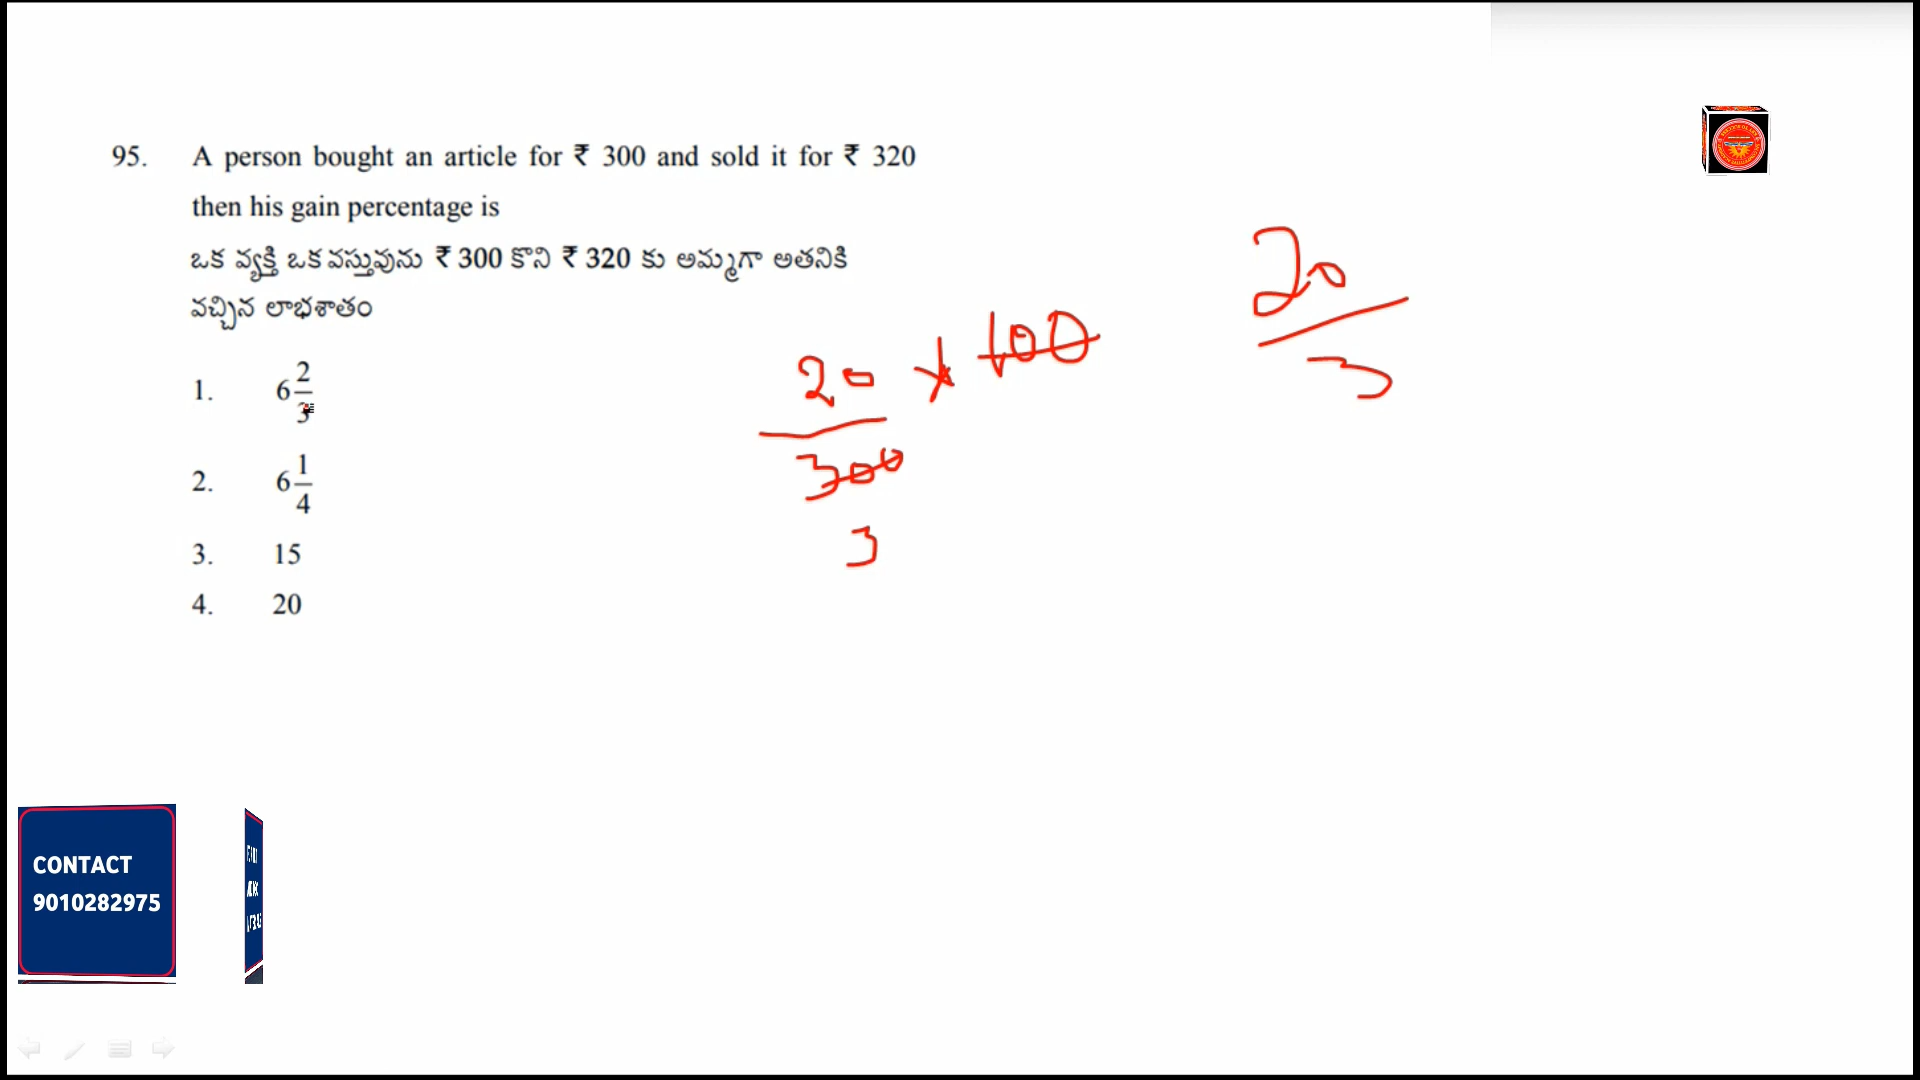 95. A person bought an article for ₹ 300 and sold it for ₹ 320
then his gain percentage is
ఒక వ్యక్తి ఒక వస్తువును ₹ 300 కొని ₹ 320 కు అమ్మగా అతనికి
వచ్చిన లాభశాతం
1. 6 2/3
2. 6 1/4
3. 15
4. 20
20 × 100
300
3
20
3
CONTACT
9010282975